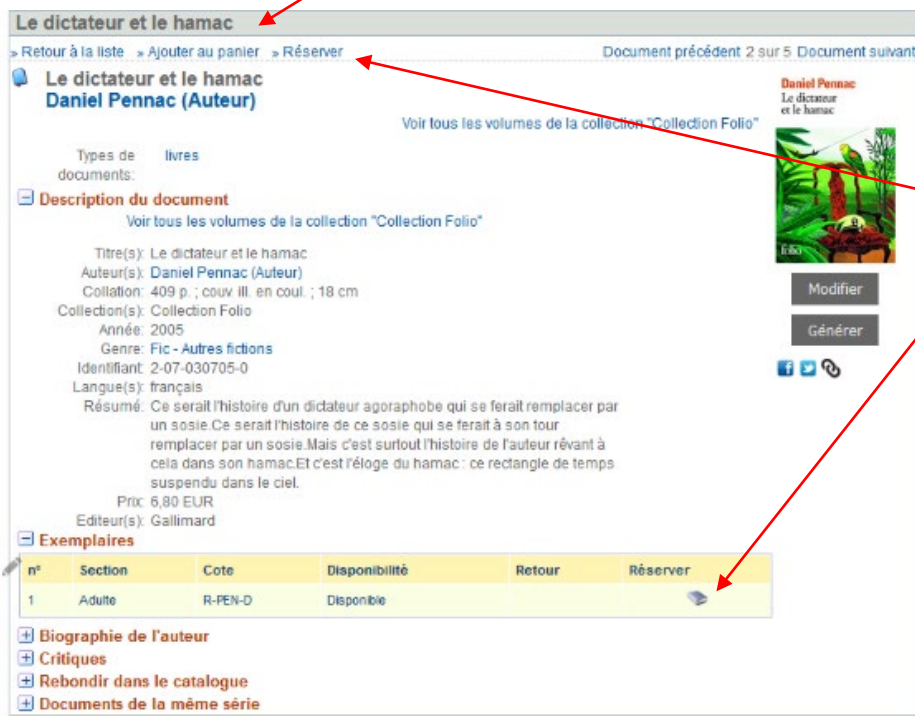 Le dictateur et le hamac
» Retour à la liste » Ajouter au panier » Réserver Document précédent 2 sur 5 Document suivant
Le dictateur et le hamac
Daniel Pennac (Auteur)
Voir tous les volumes de la collection "Collection Folio"
Daniel Pennac
Le dictateur
et le hamac
folio
Types de documents: livres
Description du document
Voir tous les volumes de la collection "Collection Folio"
Titre(s): Le dictateur et le hamac
Auteur(s): Daniel Pennac (Auteur)
Collation: 409 p. ; couv. ill. en coul. ; 18 cm
Collection(s): Collection Folio
Année: 2005
Genre: Fic - Autres fictions
Identifiant: 2-07-030705-0
Langue(s): français
Résumé: Ce serait l'histoire d'un dictateur agoraphobe qui se ferait remplacer par
un sosie.Ce serait l'histoire de ce sosie qui se ferait à son tour
remplacer par un sosie.Mais c'est surtout l'histoire de l'auteur rêvant à
cela dans son hamac.Et c'est l'éloge du hamac : ce rectangle de temps
suspendu dans le ciel.
Prix: 6,80 EUR
Editeur(s): Gallimard
Modifier
Générer
Exemplaires
n° Section Cote Disponibilité Retour Réserver
1 Adulte R-PEN-D Disponible
Biographie de l'auteur
Critiques
Rebondir dans le catalogue
Documents de la même série